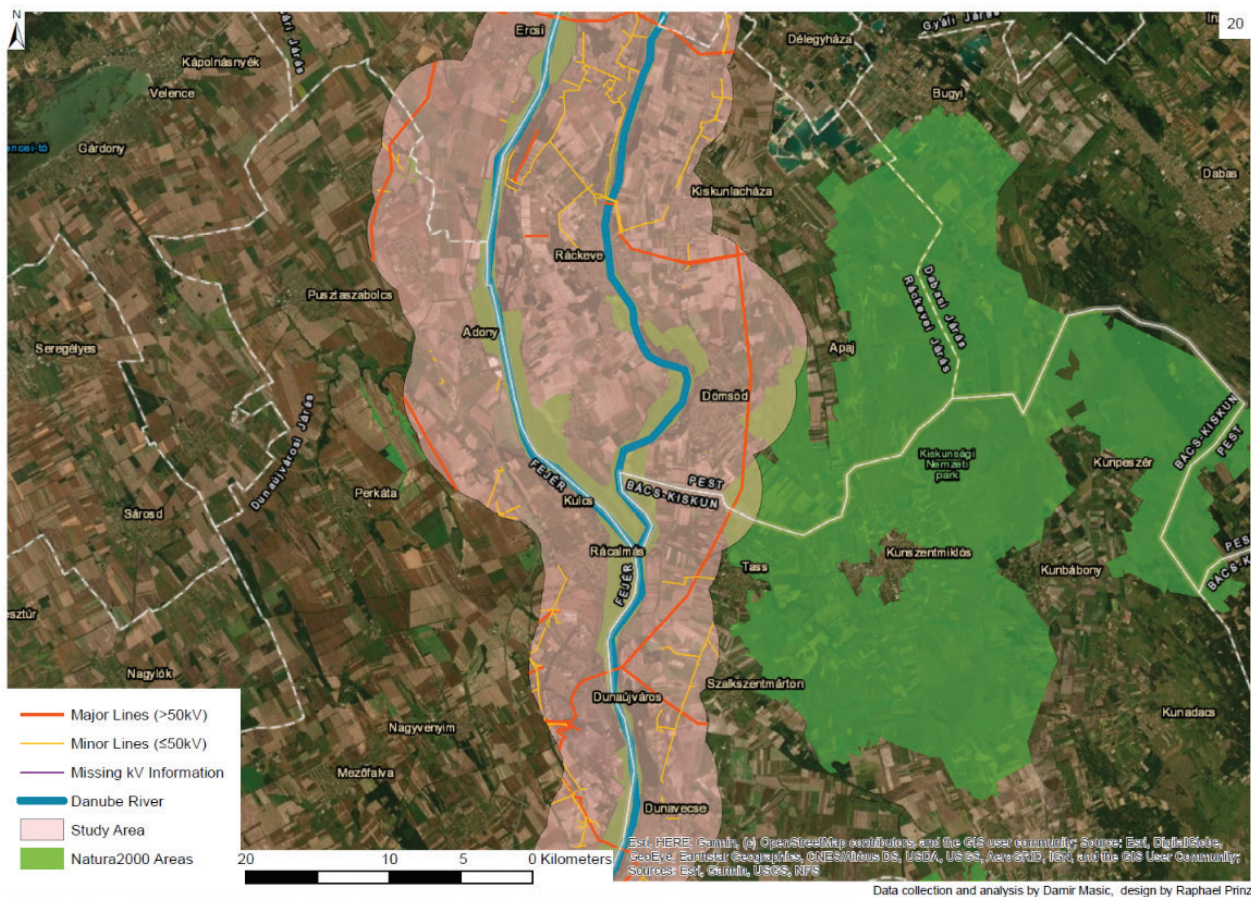 N
20
Ercsi
Kápolnásnyék
Velence
Gárdony
Délegyháza
Gyáli Járás
Bugyi
Dabas
Kiskunlacháza
Ráckeve
Pusztaszabolcs
Adony
Seregélyes
Apaj
Dabasi Járás
Ráckevei Járás
Dömsöd
Dunaújvárosi Járás
Kiskunsági
Nemzeti
park
BÁCS-KISKUN
PEST
Kunpeszér
FEJÉR
PEST
BÁCS-KISKUN
Perkáta
Kulcs
Sárosd
Rácalmás
Kunszentmiklós
Tass
Kunbábony
FEJÉR
Nagylók
Dunaújváros
Szalkszentmárton
Kunadacs
Nagyvenyim
Mezőfalva
Dunavecse
Major Lines (>50kV)
Minor Lines (≤50kV)
Missing kV Information
Danube River
Study Area
Natura2000 Areas
20 10 5 0 Kilometers
Esri, HERE, Garmin, (c) OpenStreetMap contributors, and the GIS user community; Source: Esri, DigitalGlobe,
GeoEye, Earthstar Geographics, CNES/Airbus DS, USDA, USGS, AeroGRID, IGN, and the GIS User Community;
Sources: Esri, Garmin, USGS, NPS
Data collection and analysis by Damir Masic, design by Raphael Prinz